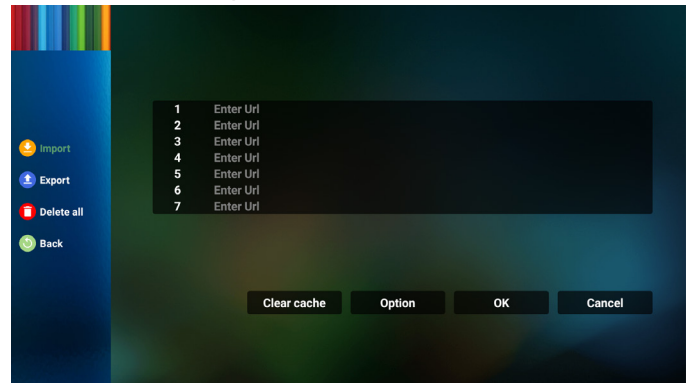 1 Enter Url
2 Enter Url
3 Enter Url
4 Enter Url
5 Enter Url
6 Enter Url
7 Enter Url
Import
Export
Delete all
Back
Clear cache Option OK Cancel